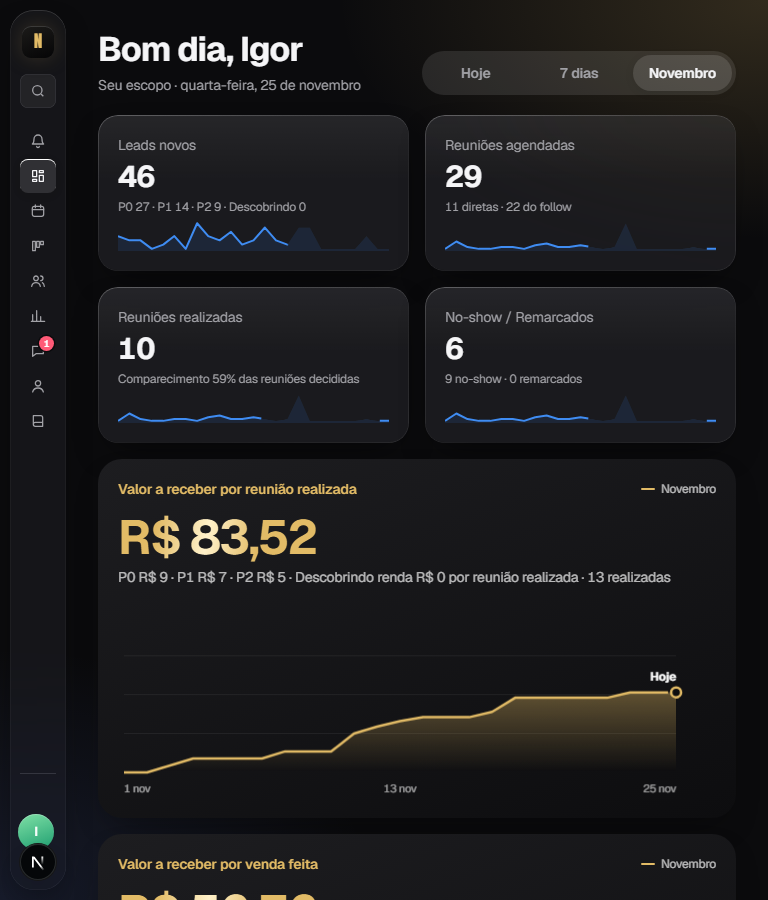 N
Bom dia, Igor
Seu escopo · quarta-feira, 25 de novembro
Hoje
7 dias
Novembro
Leads novos
46
P0 27 · P1 14 · P2 9 · Descobrindo 0
Reuniões agendadas
29
11 diretas · 22 do follow
Reuniões realizadas
10
Comparecimento 59% das reuniões decididas
No-show / Remarcados
6
9 no-show · 0 remarcados
1
Valor a receber por reunião realizada
Novembro
R$ 83,52
P0 R$ 9 · P1 R$ 7 · P2 R$ 5 · Descobrindo renda R$ 0 por reunião realizada · 13 realizadas
Hoje
1 nov
13 nov
25 nov
I
N
Valor a receber por venda feita
Novembro
R$